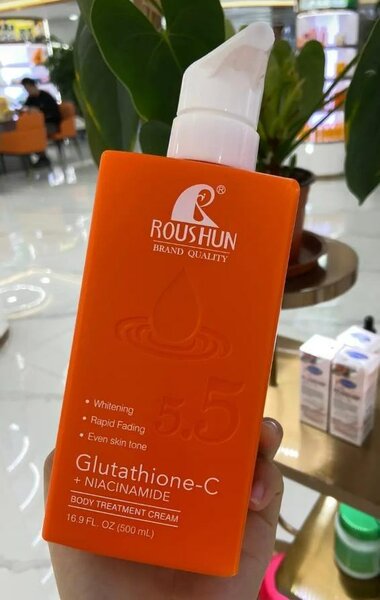 ®
ROUSHUN
BRAND QUALITY
5.5
• Whitening
• Rapid Fading
• Even skin tone
Glutathione-C
+ NIACINAMIDE
BODY TREATMENT CREAM
16.9 FL. OZ (500 mL)